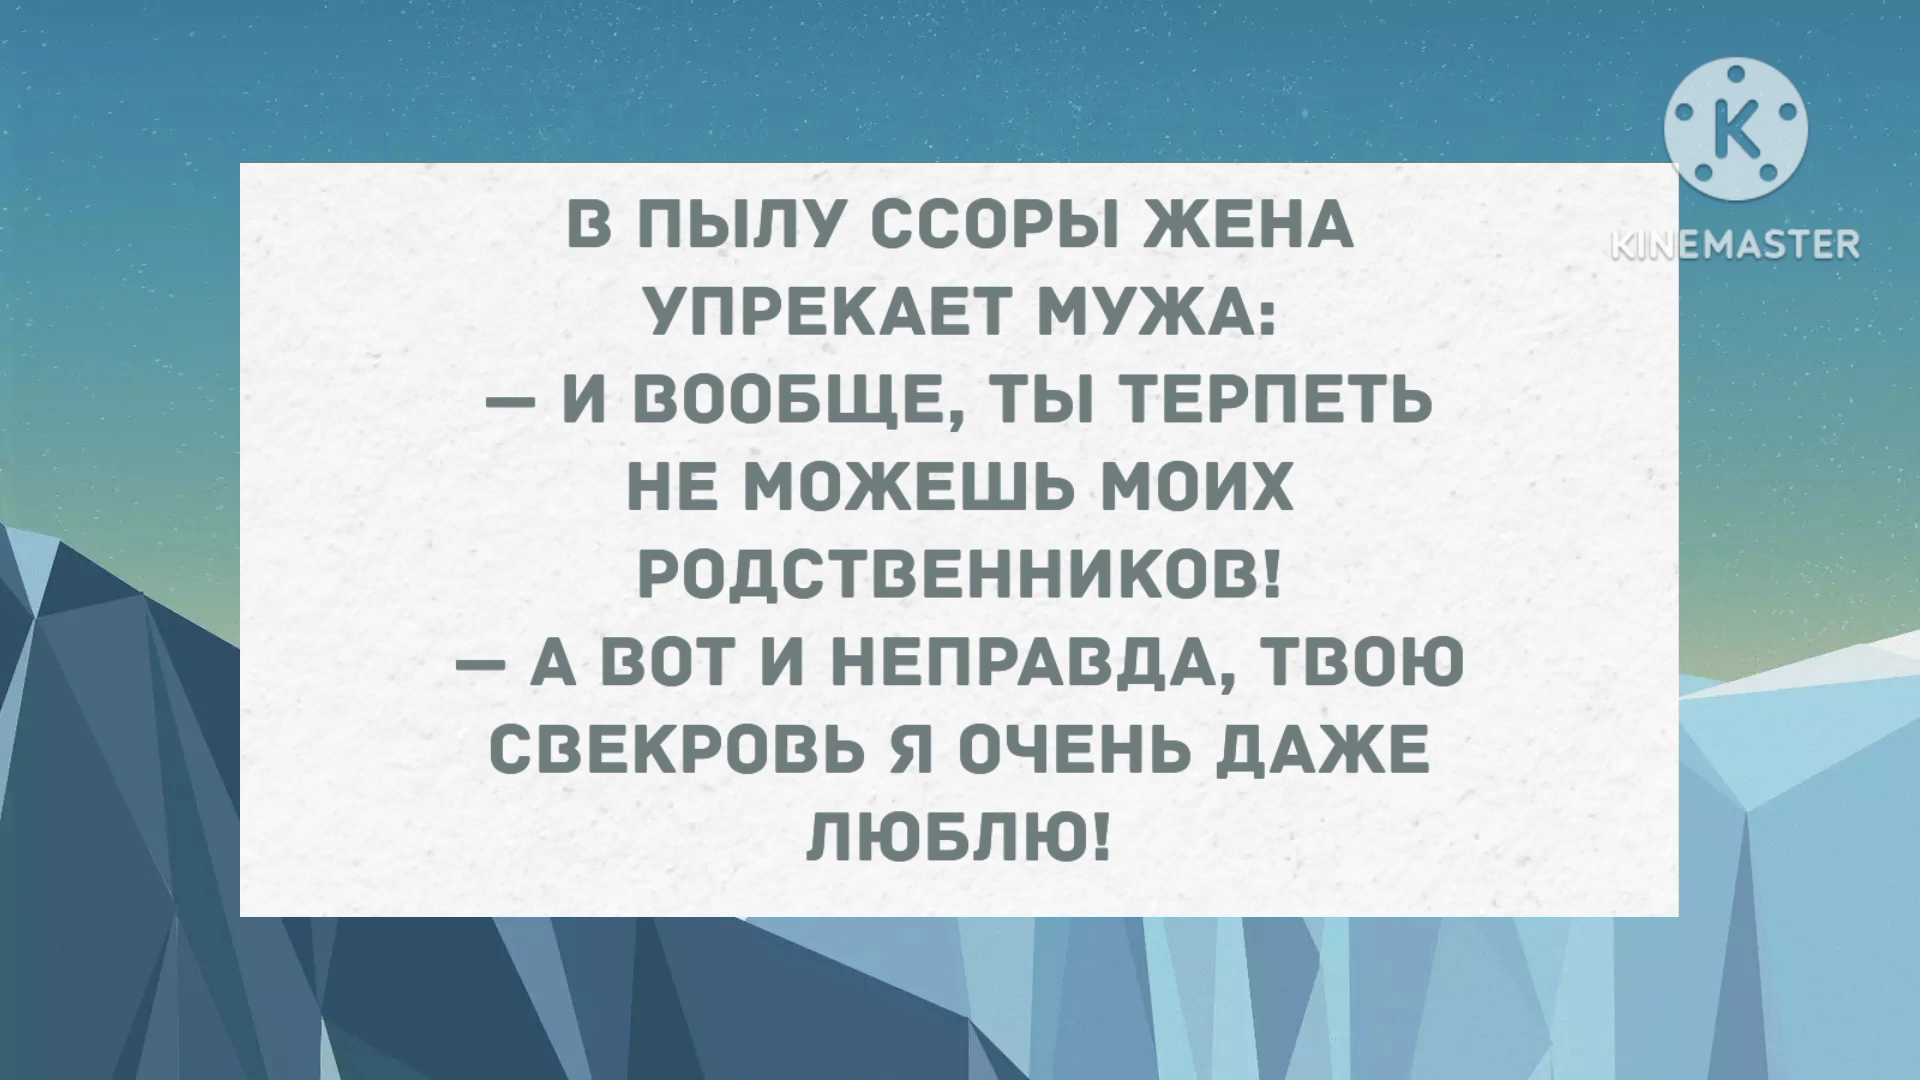 В ПЫЛУ ССОРЫ ЖЕНА
УПРЕКАЕТ МУЖА:
— И ВООБЩЕ, ТЫ ТЕРПЕТЬ
НЕ МОЖЕШЬ МОИХ
РОДСТВЕННИКОВ!
— А ВОТ И НЕПРАВДА, ТВОЮ
СВЕКРОВЬ Я ОЧЕНЬ ДАЖЕ
ЛЮБЛЮ!
K
KINEMASTER